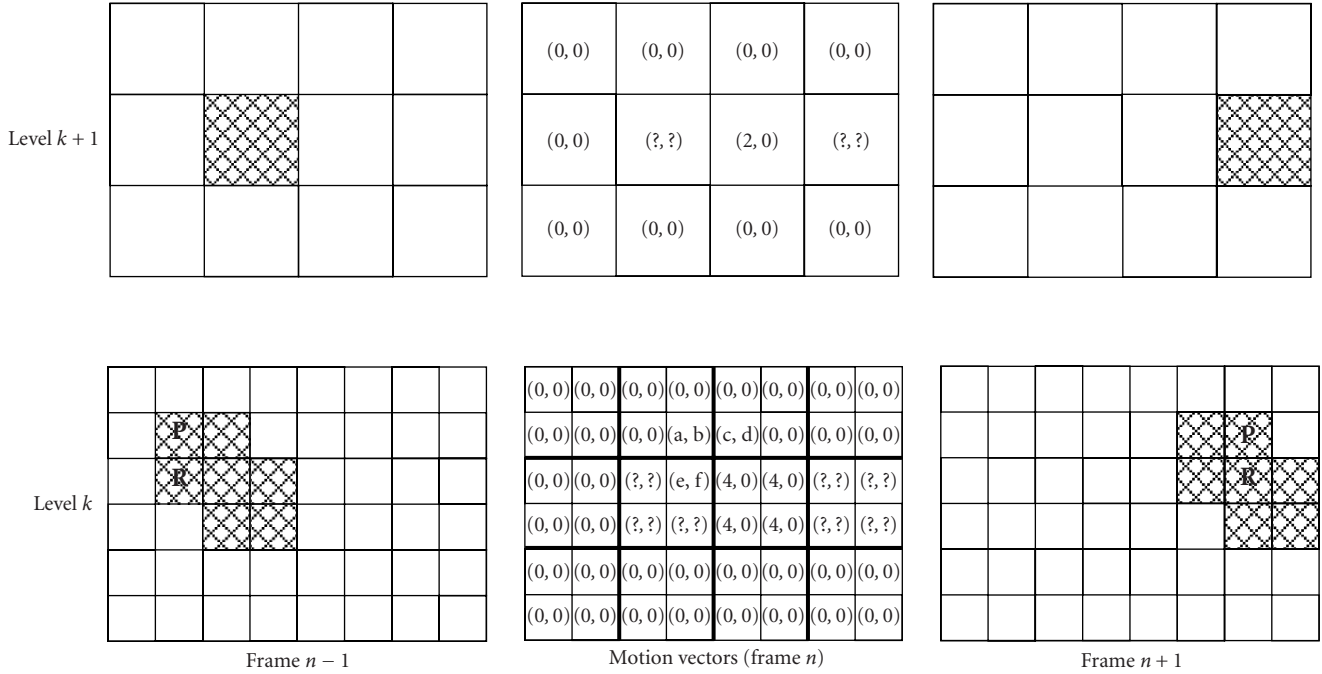 Level k + 1
(0, 0) (0, 0) (0, 0) (0, 0)
(0, 0) (?, ?) (2, 0) (?, ?)
(0, 0) (0, 0) (0, 0) (0, 0)
Level k
P
R
(0, 0) (0, 0) (0, 0) (0, 0) (0, 0) (0, 0) (0, 0) (0, 0)
(0, 0) (0, 0) (0, 0) (a, b) (c, d) (0, 0) (0, 0) (0, 0)
(0, 0) (0, 0) (?, ?) (e, f) (4, 0) (4, 0) (?, ?) (?, ?)
(0, 0) (0, 0) (?, ?) (?, ?) (4, 0) (4, 0) (?, ?) (?, ?)
(0, 0) (0, 0) (0, 0) (0, 0) (0, 0) (0, 0) (0, 0) (0, 0)
(0, 0) (0, 0) (0, 0) (0, 0) (0, 0) (0, 0) (0, 0) (0, 0)
P
R
Frame n − 1
Motion vectors (frame n)
Frame n + 1